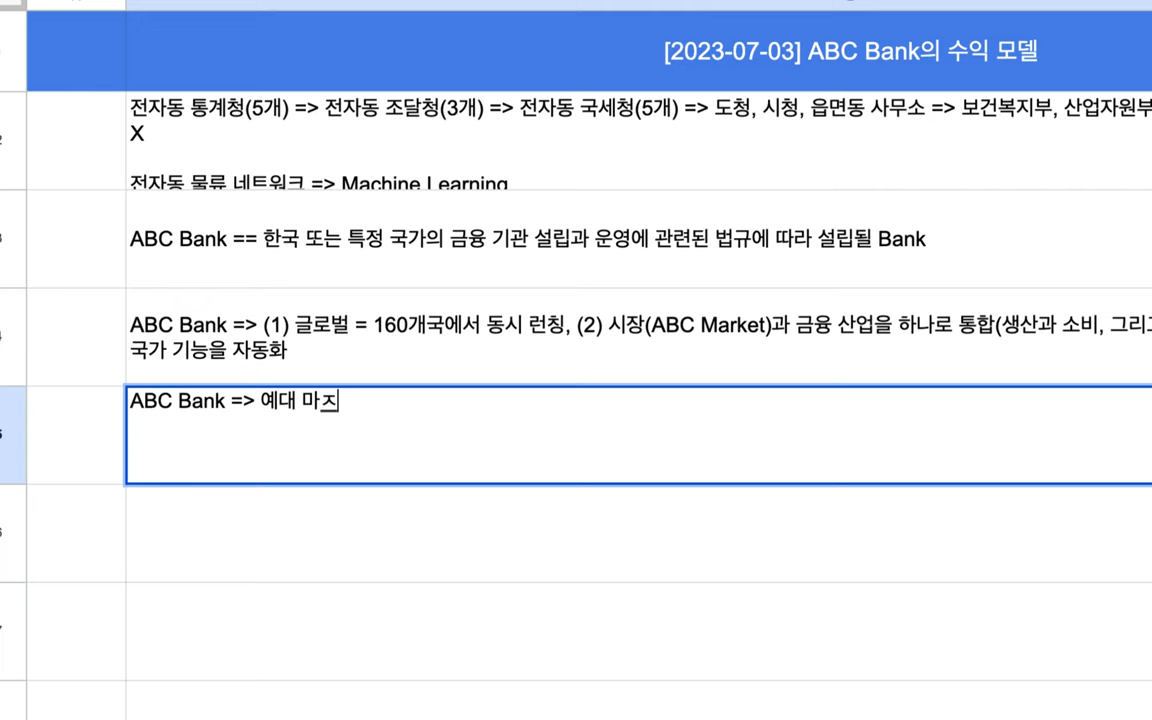 [2023-07-03] ABC Bank의 수익 모델
전자동 통계청(5개) => 전자동 조달청(3개) => 전자동 국세청(5개) => 도청, 시청, 읍면동 사무소 => 보건복지부, 산업자원부
X
전자동 물류 네트워크 => Machine Learning
ABC Bank == 한국 또는 특정 국가의 금융 기관 설립과 운영에 관련된 법규에 따라 설립될 Bank
ABC Bank => (1) 글로벌 = 160개국에서 동시 런칭, (2) 시장(ABC Market)과 금융 산업을 하나로 통합(생산과 소비, 그리고
국가 기능을 자동화
ABC Bank => 예대 마ㅈ